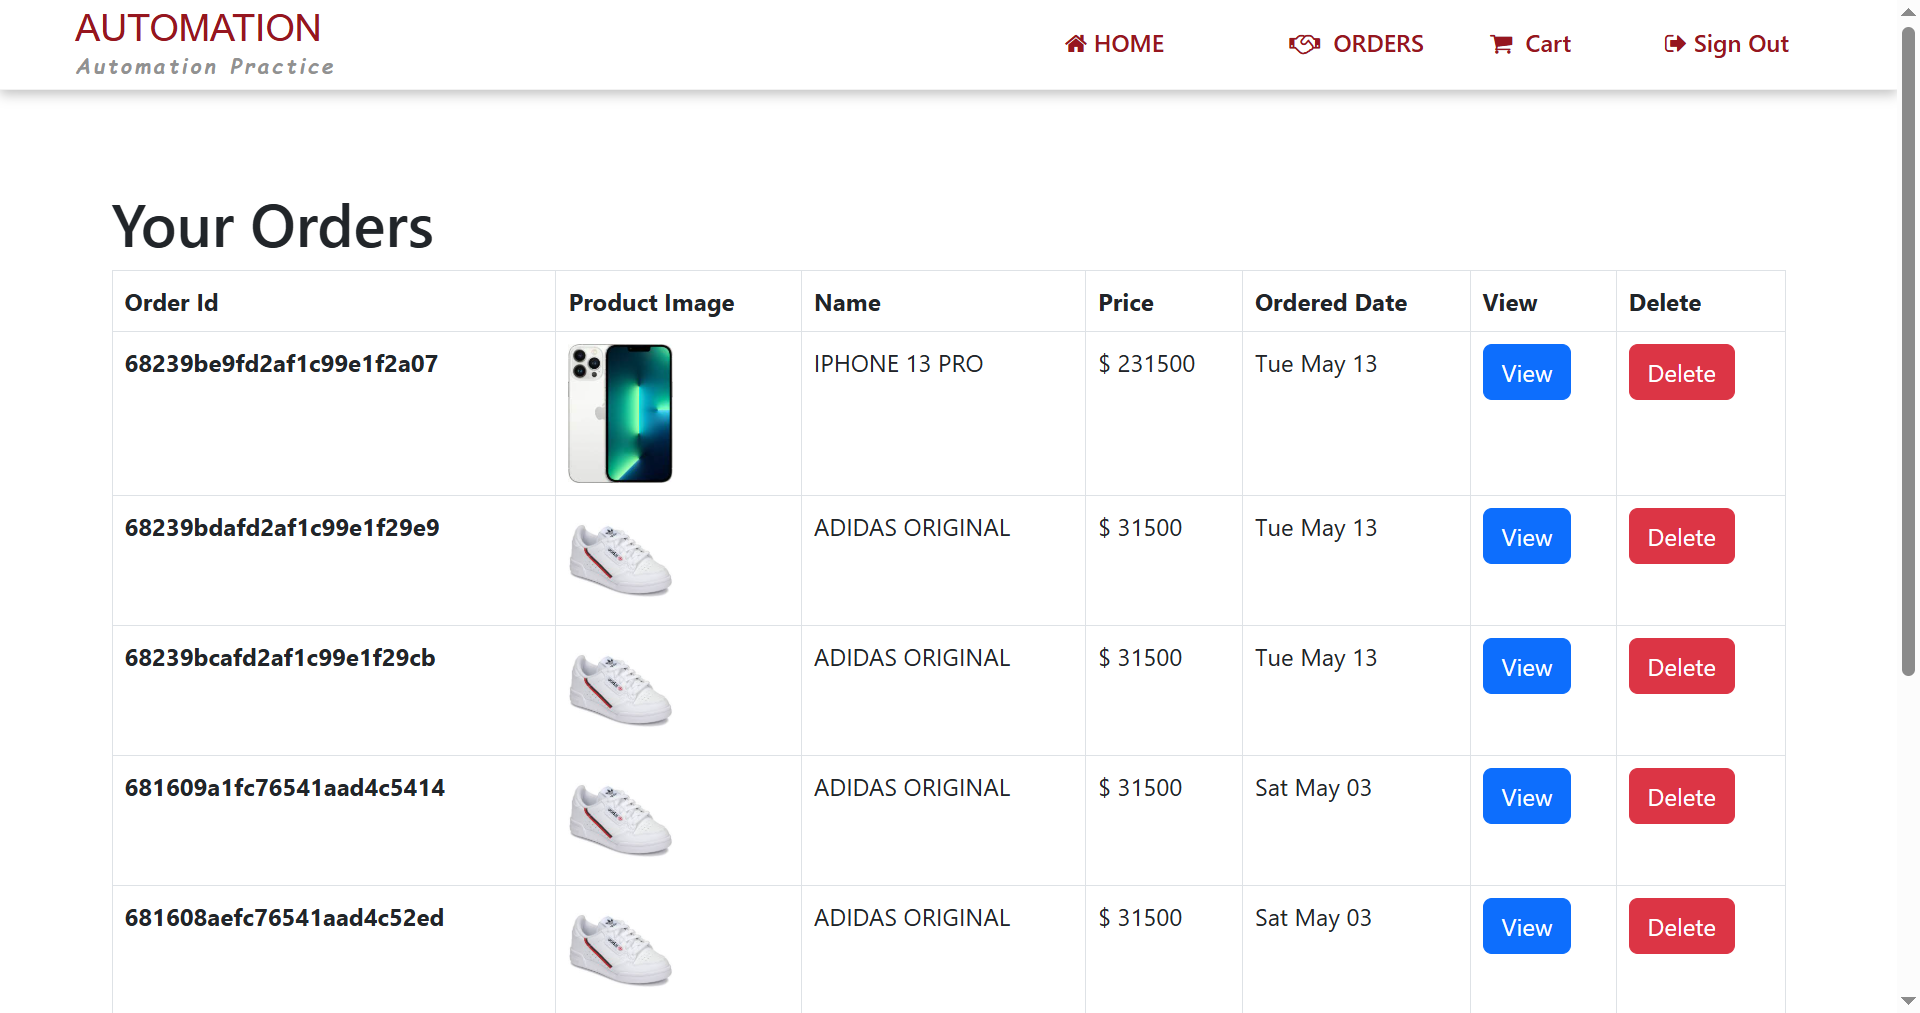 AUTOMATION
Automation Practice
HOME
ORDERS
Cart
Sign Out
Your Orders
Order Id Product Image Name Price Ordered Date View Delete
68239be9fd2af1c99e1f2a07 IPHONE 13 PRO $ 231500 Tue May 13 View Delete
68239bdafd2af1c99e1f29e9 ADIDAS ORIGINAL $ 31500 Tue May 13 View Delete
68239bcafd2af1c99e1f29cb ADIDAS ORIGINAL $ 31500 Tue May 13 View Delete
681609a1fc76541aad4c5414 ADIDAS ORIGINAL $ 31500 Sat May 03 View Delete
681608aefc76541aad4c52ed ADIDAS ORIGINAL $ 31500 Sat May 03 View Delete